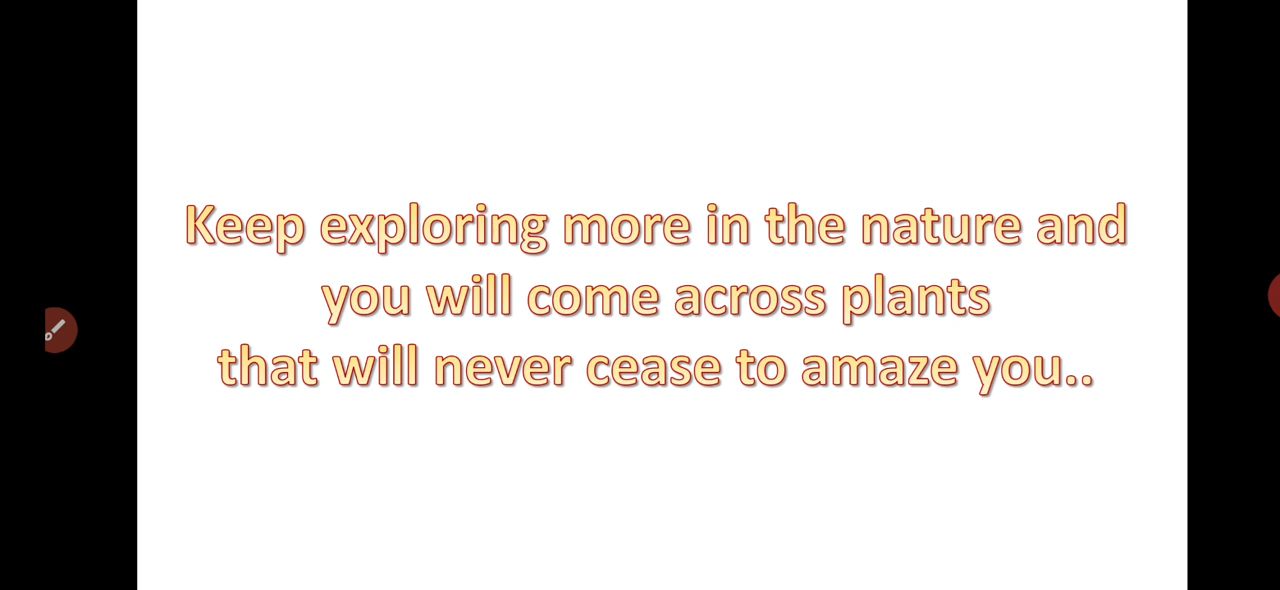 Keep exploring more in the nature and
you will come across plants
that will never cease to amaze you..